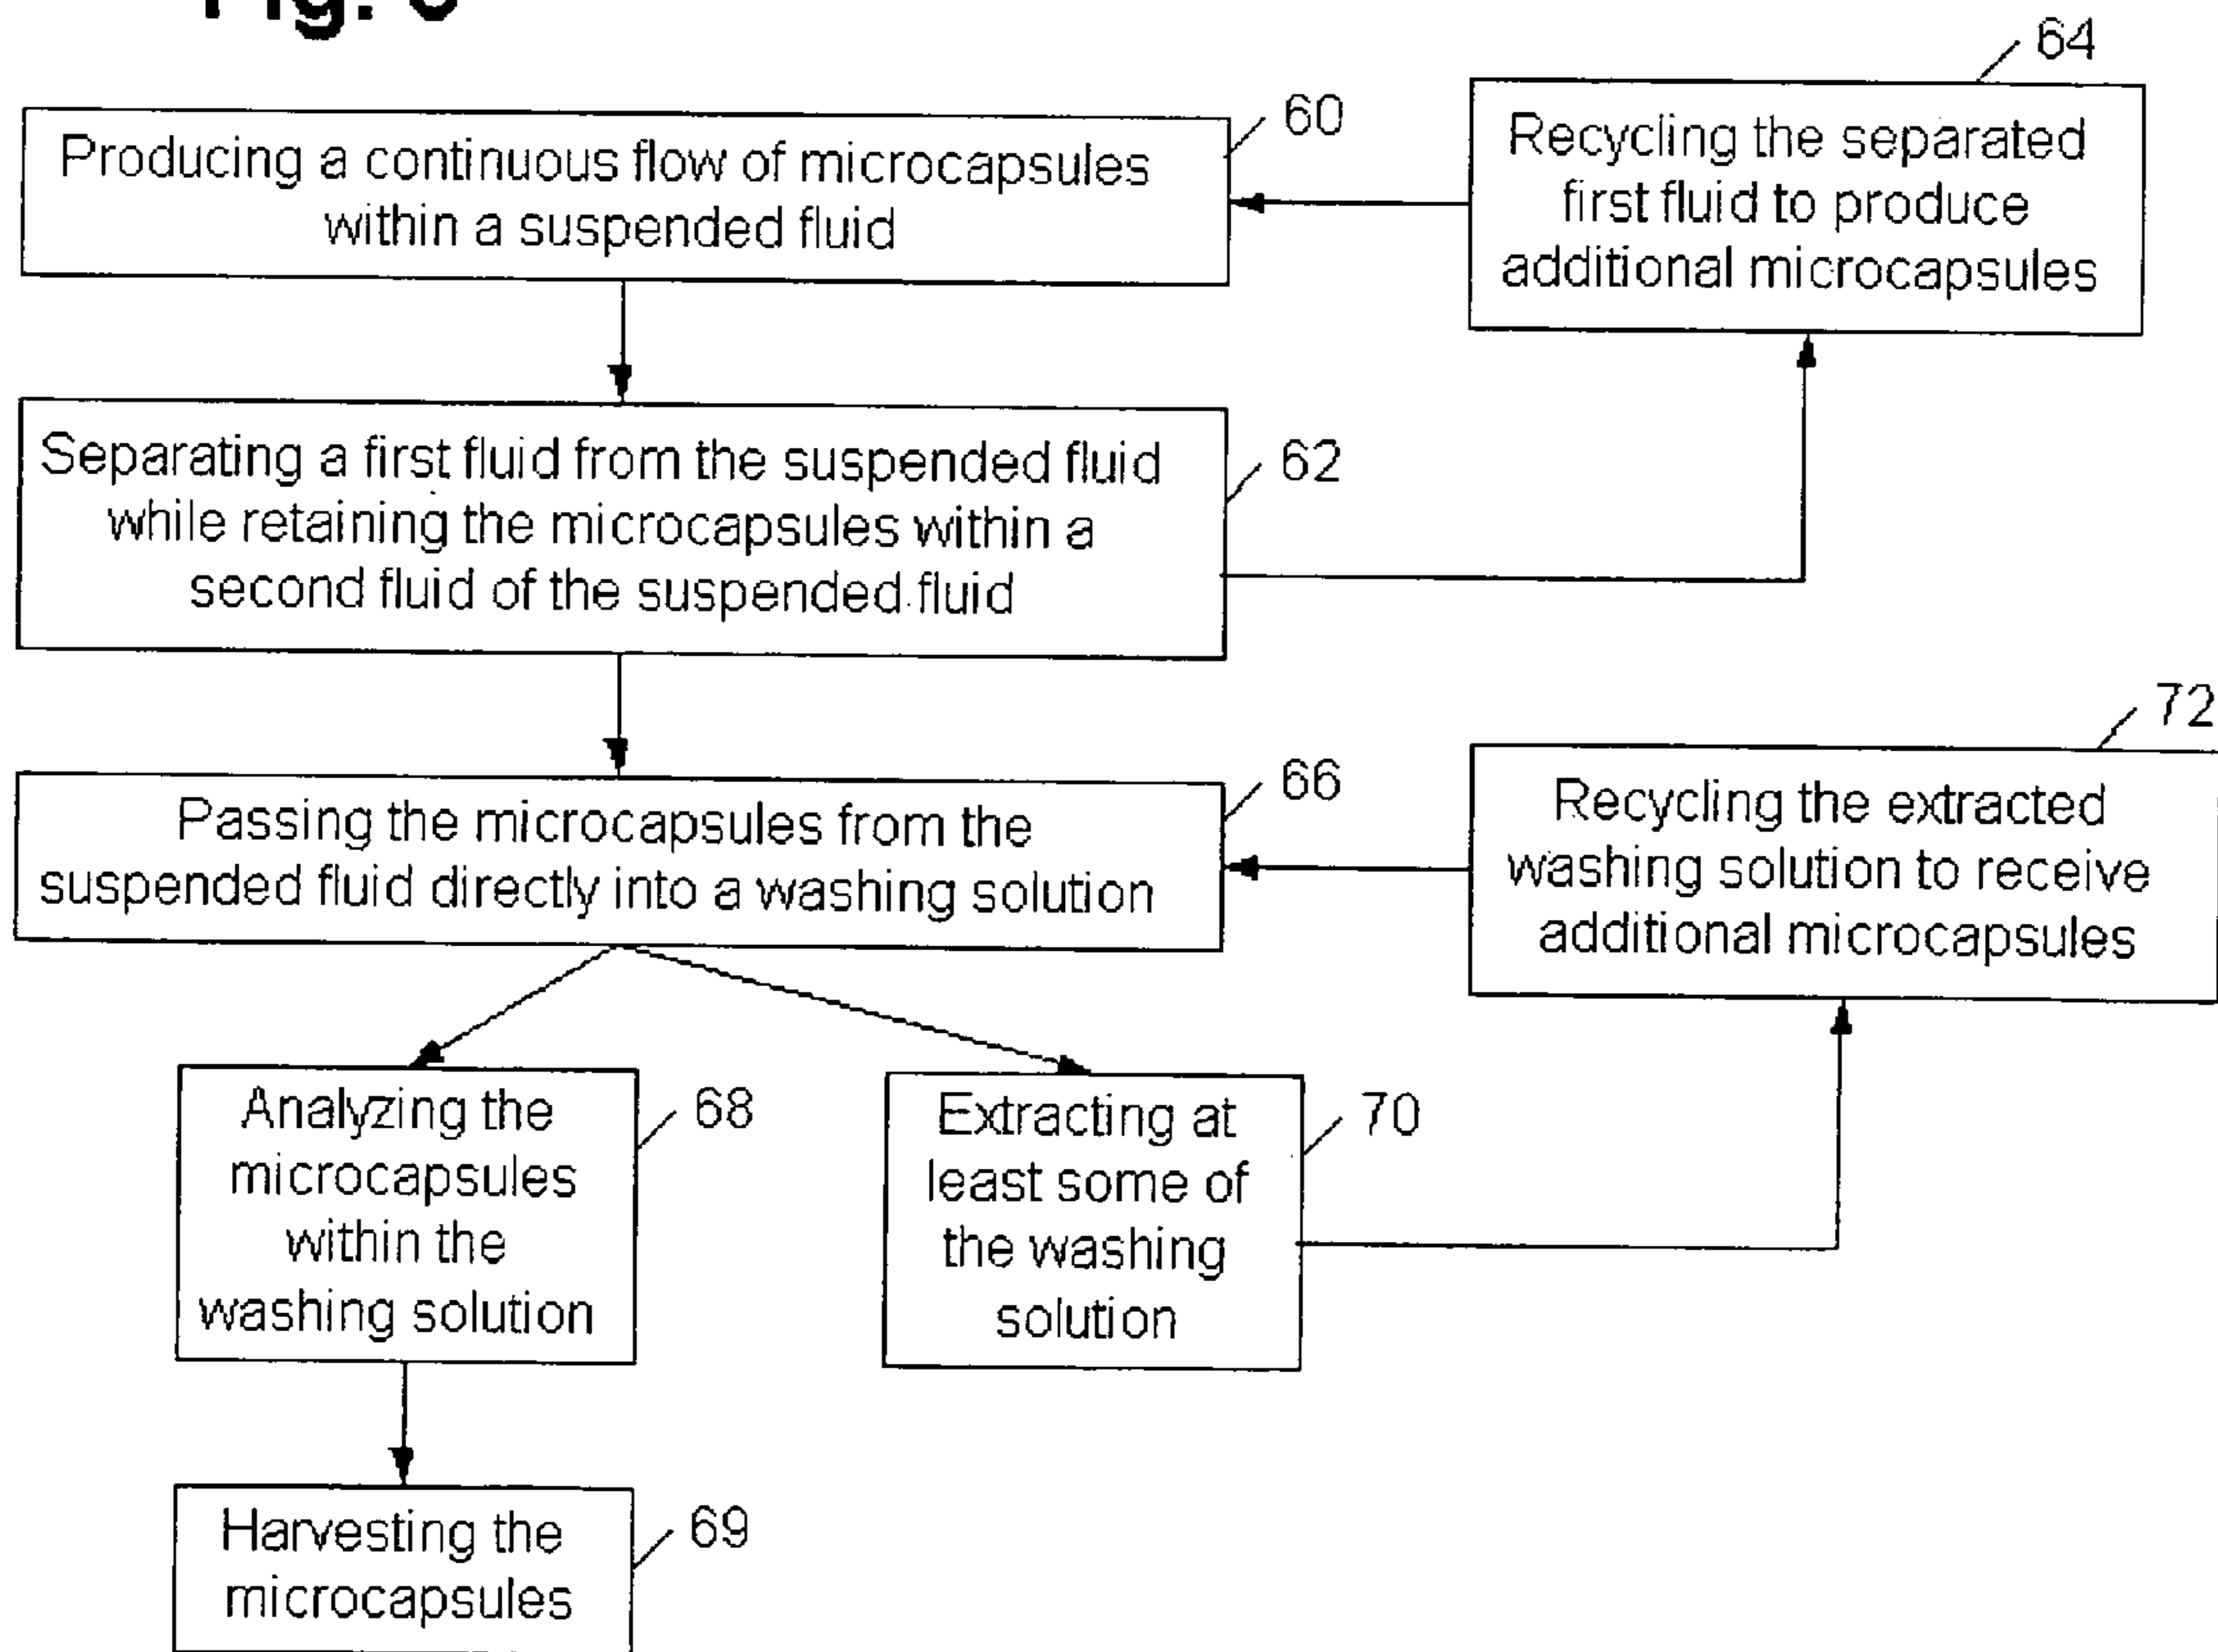 64
60
Producing a continuous flow of microcapsules
within a suspended fluid
Recycling the separated
first fluid to produce
additional microcapsules
62
Separating a first fluid from the suspended fluid
while retaining the microcapsules within a
second fluid of the suspended fluid
72
66
Passing the microcapsules from the
suspended fluid directly into a washing solution
Recycling the extracted
washing solution to receive
additional microcapsules
68
Analyzing the
microcapsules
within the
washing solution
70
Extracting at
least some of
the washing
solution
69
Harvesting the
microcapsules